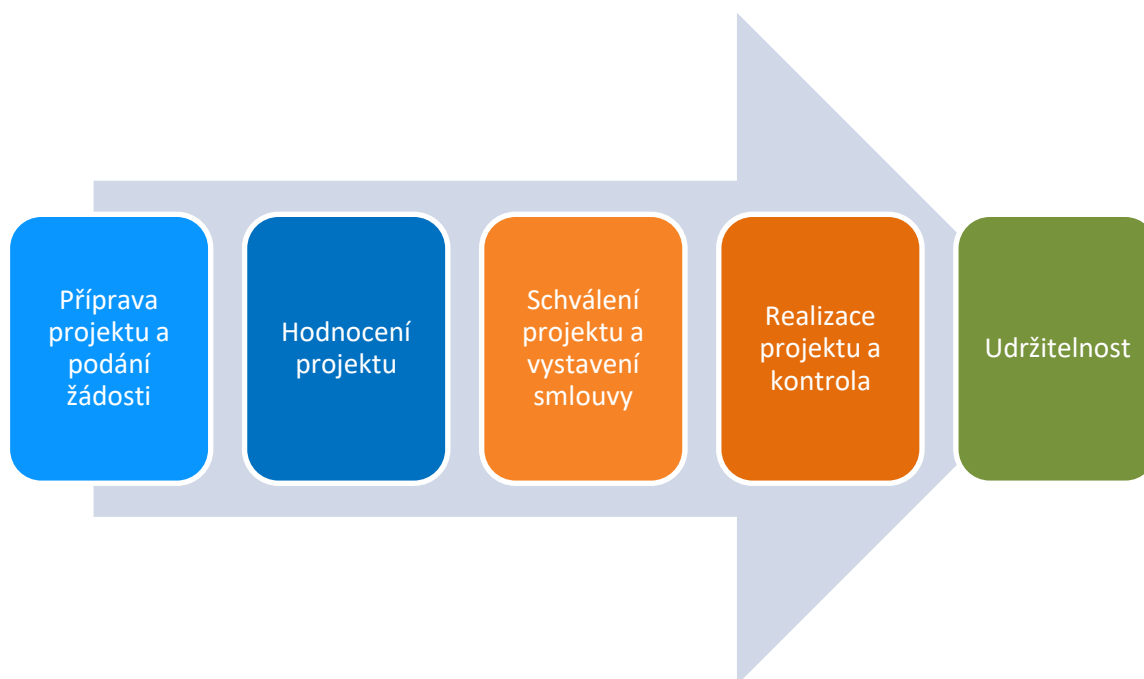 Příprava
projektu a
podání
žádosti
Hodnocení
projektu
Schválení
projektu a
vystavení
smlouvy
Realizace
projektu a
kontrola
Udržitelnost